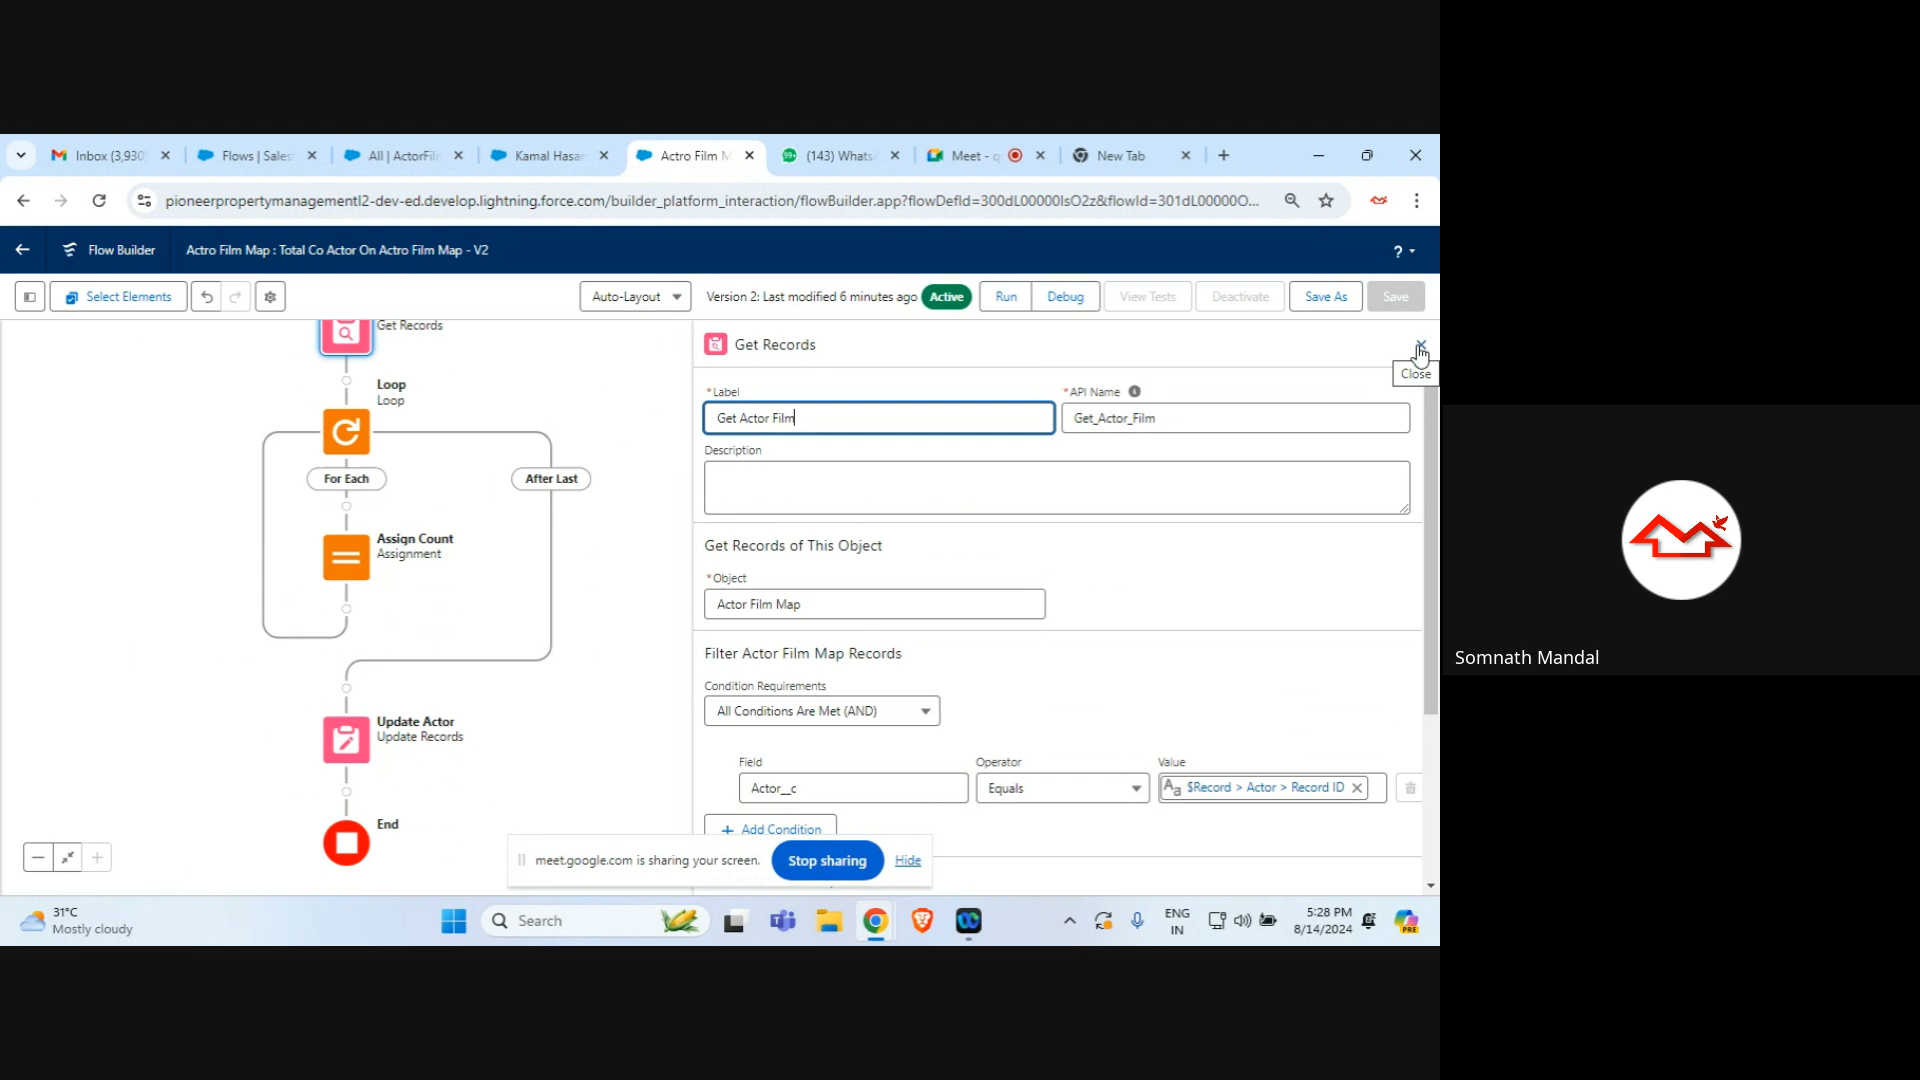 Inbox (3,930
Flows | Sales
All | ActorFil
Kamal Hasa
Actro Film M
99+
(143) Whats
Meet -
New Tab
pioneerpropertymanagementl2-dev-ed.develop.lightning.force.com/builder_platform_interaction/flowBuilder.app?flowDefId=300dL00000IsO2z&flowId=301dL00000O...
Flow Builder
Actro Film Map : Total Co Actor On Actro Film Map - V2
?
Select Elements
Auto-Layout
Version 2: Last modified 6 minutes ago
Active
Run
Debug
View Tests
Deactivate
Save As
Save
Get Records
Loop
Loop
For Each
After Last
Assign Count
Assignment
Update Actor
Update Records
End
Get Records
Close
*Label
*API Name
Get Actor Film
Get_Actor_Film
Description
Get Records of This Object
*Object
Actor Film Map
Filter Actor Film Map Records
Condition Requirements
All Conditions Are Met (AND)
Field
Operator
Value
Actor__c
Equals
Aa $Record > Actor > Record ID
+ Add Condition
meet.google.com is sharing your screen.
Stop sharing
Hide
31°C
Mostly cloudy
Search
ENG
IN
5:28 PM
8/14/2024
PRE
Somnath Mandal